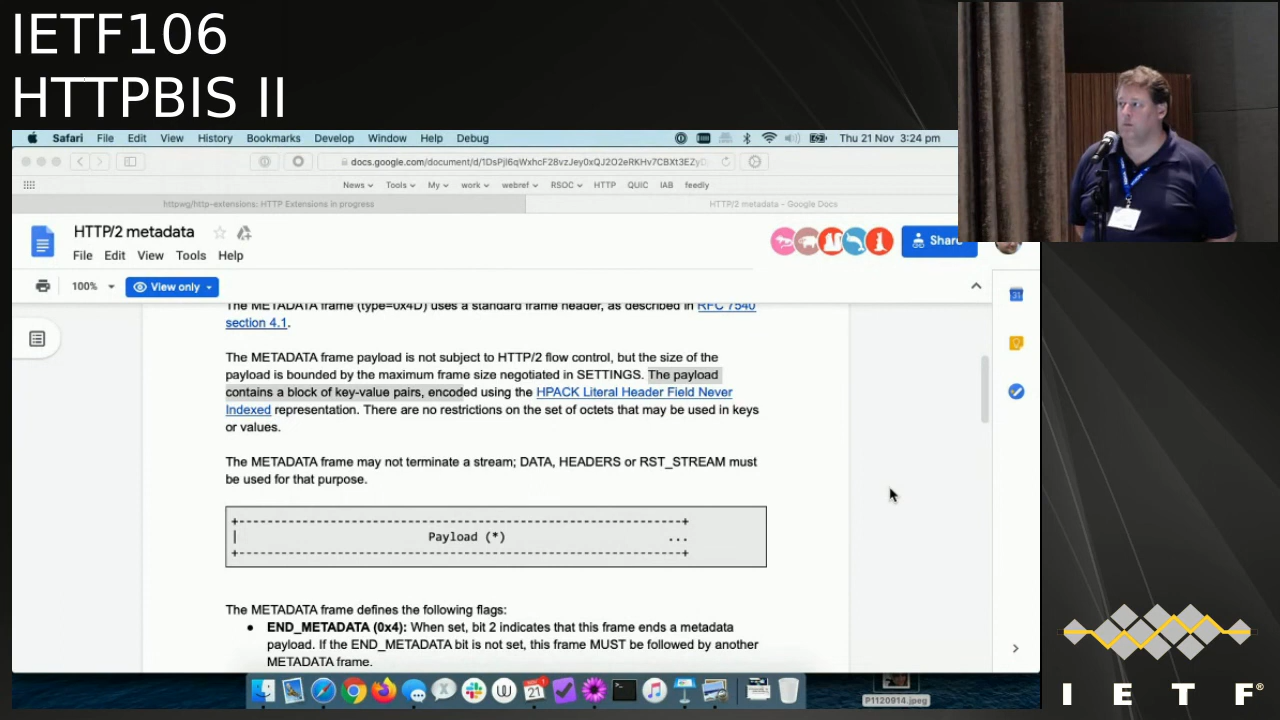 IETF106
HTTPBIS II
Safari File Edit View History Bookmarks Develop Window Help Debug Thu 21 Nov 3:24 pm
News Tools My work webref RSOC HTTP QUIC IAB feedly
httpwg/http-extensions: HTTP Extensions in progress HTTP/2 metadata - Google Docs
HTTP/2 metadata
File Edit View Tools Help
Share
100% View only
31
The METADATA frame (type=0x4D) uses a standard frame header, as described in RFC 7540
section 4.1.
The METADATA frame payload is not subject to HTTP/2 flow control, but the size of the
payload is bounded by the maximum frame size negotiated in SETTINGS. The payload
contains a block of key-value pairs, encoded using the HPACK Literal Header Field Never
Indexed representation. There are no restrictions on the set of octets that may be used in keys
or values.
The METADATA frame may not terminate a stream; DATA, HEADERS or RST_STREAM must
be used for that purpose.
+---------------------------------------------------------------+
| Payload (*) ...
+---------------------------------------------------------------+
The METADATA frame defines the following flags:
● END_METADATA (0x4): When set, bit 2 indicates that this frame ends a metadata
payload. If the END_METADATA bit is not set, this frame MUST be followed by another
METADATA frame.
21
P1120914.jpeg
I E T F®